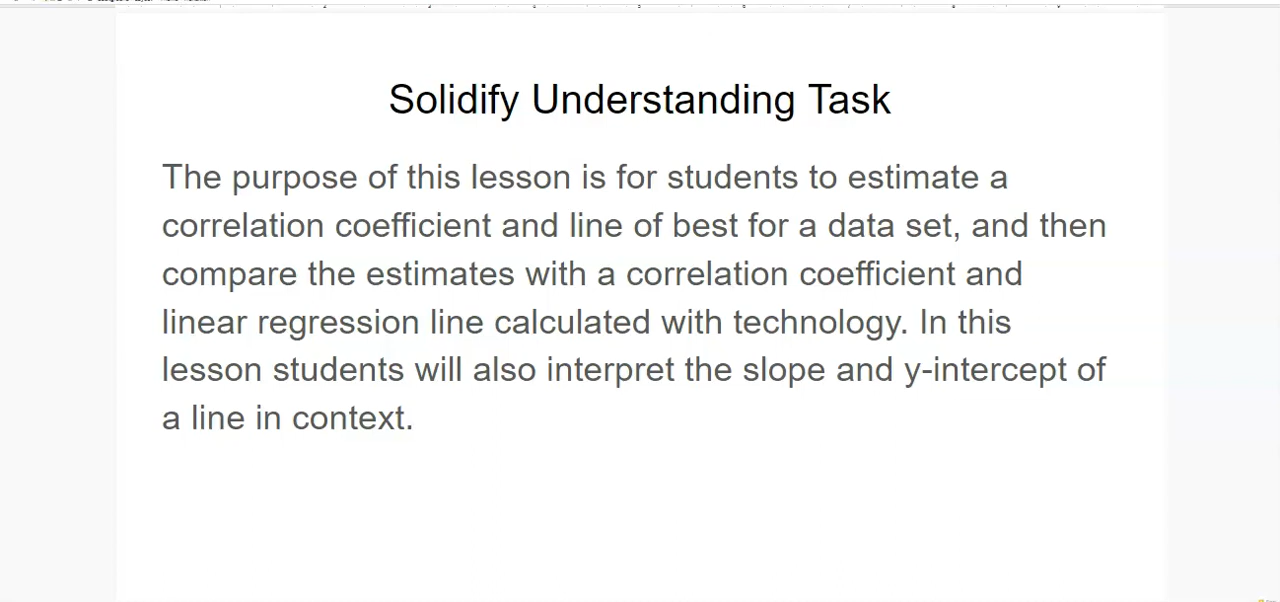 Solidify Understanding Task
The purpose of this lesson is for students to estimate a
correlation coefficient and line of best for a data set, and then
compare the estimates with a correlation coefficient and
linear regression line calculated with technology. In this
lesson students will also interpret the slope and y-intercept of
a line in context.